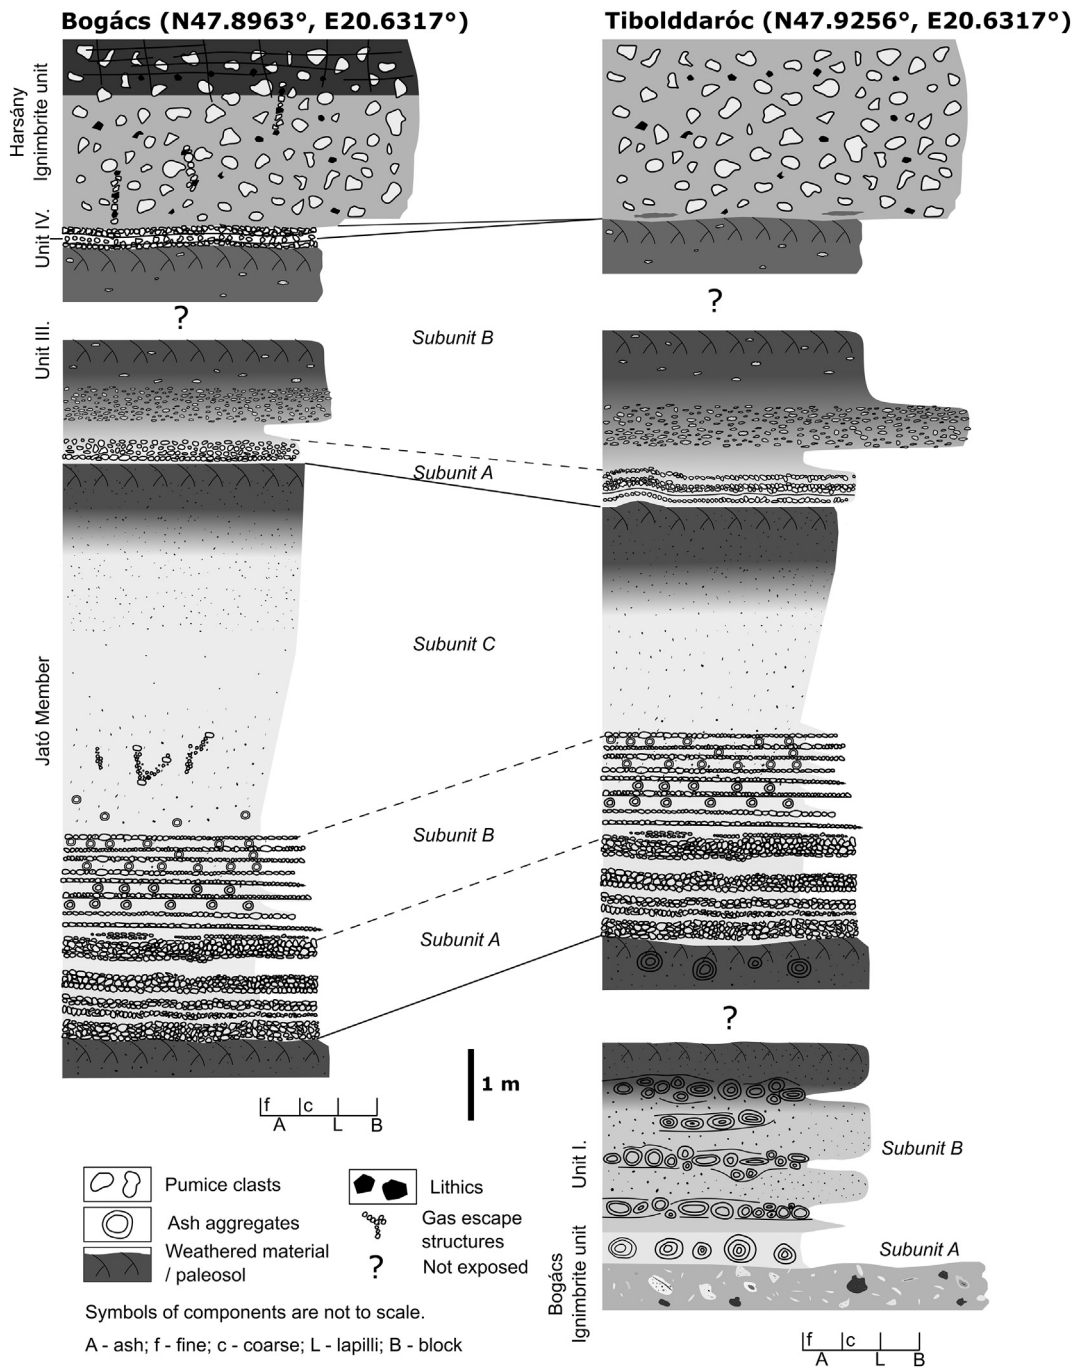 Bogács (N47.8963°, E20.6317°)
Tibolddaróc (N47.9256°, E20.6317°)
Harsány
Ignimbrite unit
Unit IV.
?
?
Unit III.
Subunit B
Subunit A
Jató Member
Subunit C
Subunit B
Subunit A
?
1 m
f c
A L B
Unit I.
Subunit B
Subunit A
Bogács
Ignimbrite unit
f c
A L B
Pumice clasts
Ash aggregates
Weathered material
/ paleosol
Lithics
Gas escape
structures
? Not exposed
Symbols of components are not to scale.
A - ash; f - fine; c - coarse; L - lapilli; B - block